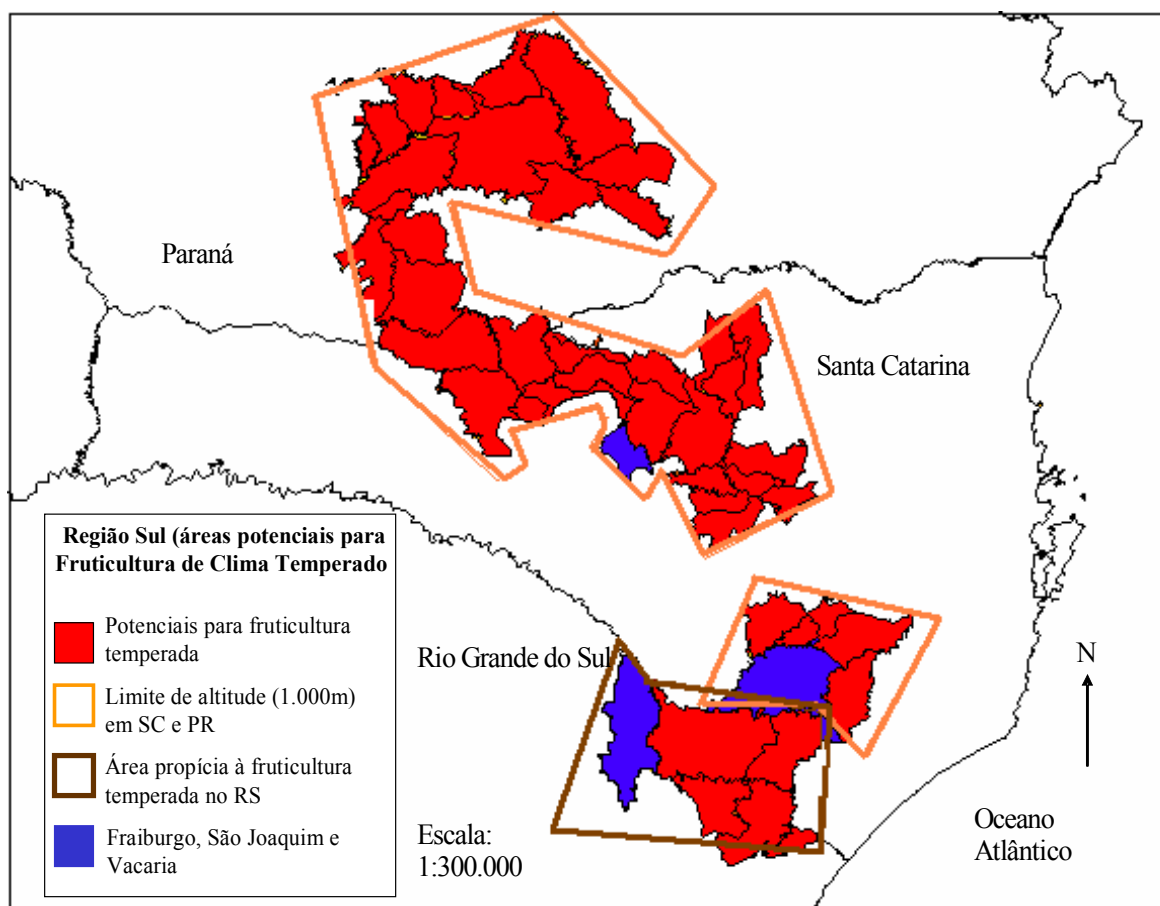 Paraná
Santa Catarina
Região Sul (áreas potenciais para
Fruticultura de Clima Temperado
Potenciais para fruticultura
temperada
Limite de altitude (1.000m)
em SC e PR
Área propícia à fruticultura
temperada no RS
Fraiburgo, São Joaquim e
Vacaria
Rio Grande do Sul
N
Escala:
1:300.000
Oceano
Atlântico